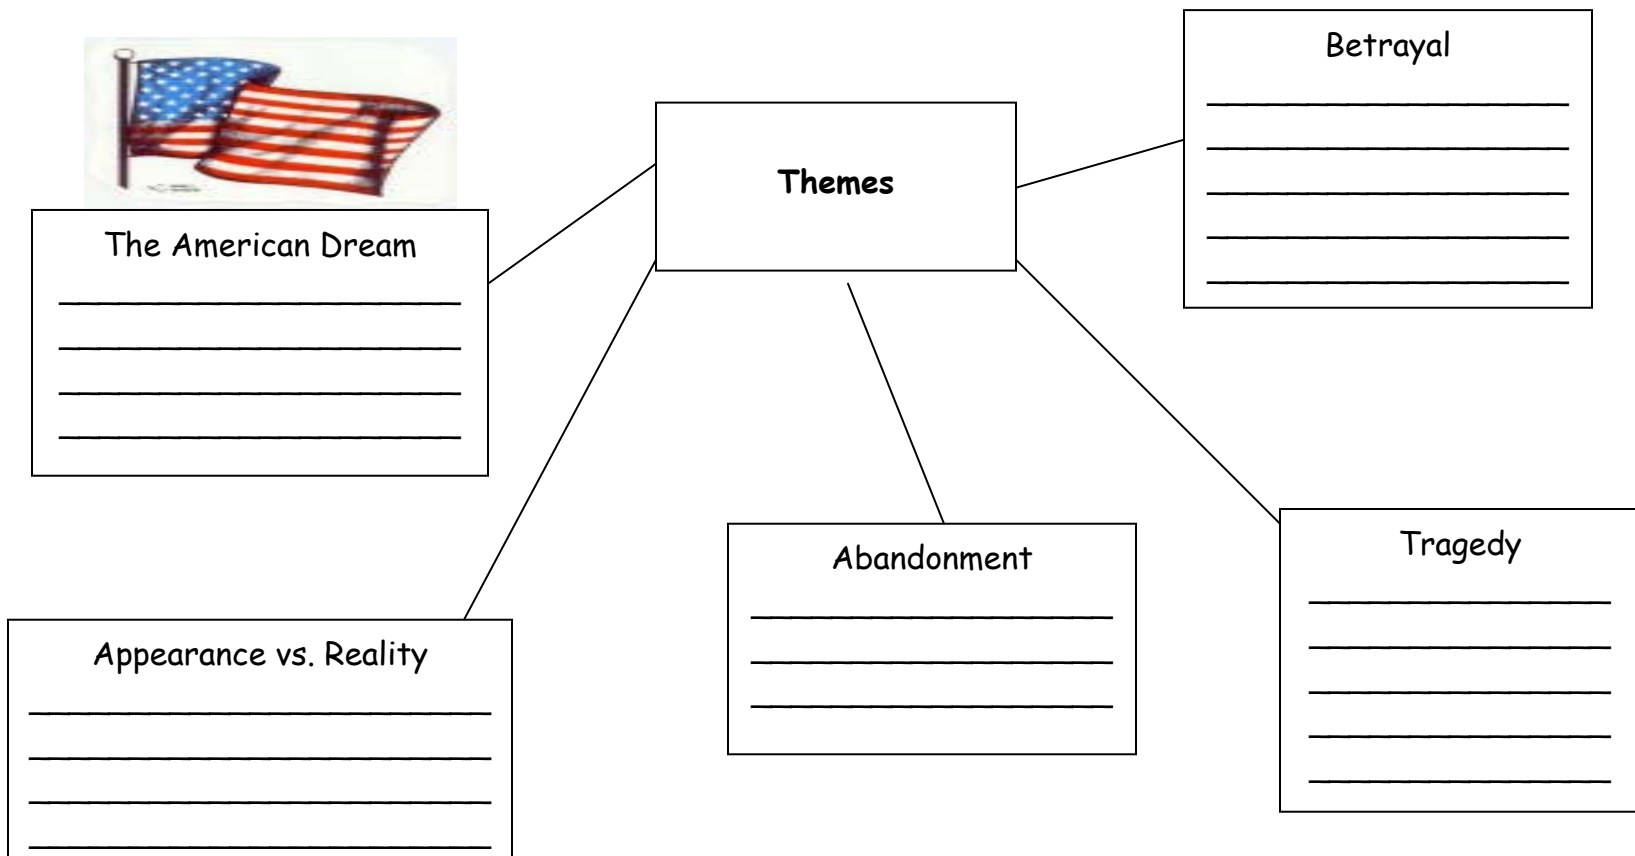 Themes
The American Dream
Betrayal
Appearance vs. Reality
Abandonment
Tragedy